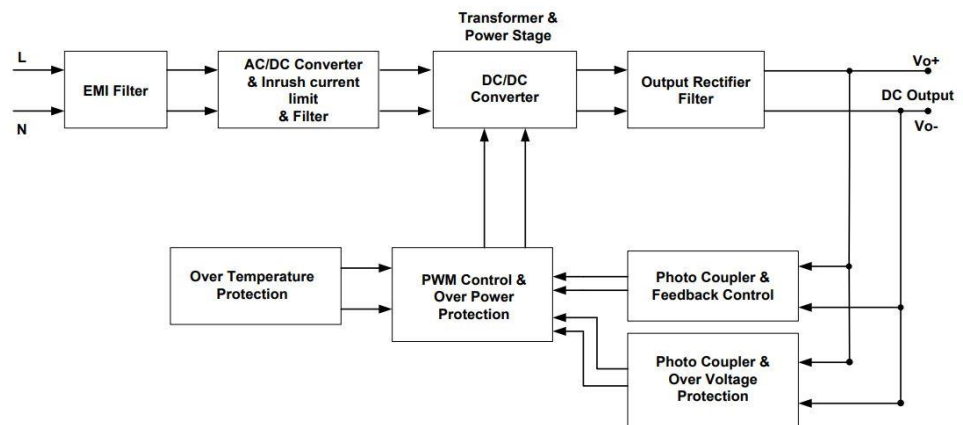 Transformer &
Power Stage
L
N
EMI Filter
AC/DC Converter
& Inrush current
limit
& Filter
DC/DC
Converter
Output Rectifier
Filter
Vo+
DC Output
Vo-
Over Temperature
Protection
PWM Control &
Over Power
Protection
Photo Coupler &
Feedback Control
Photo Coupler &
Over Voltage
Protection